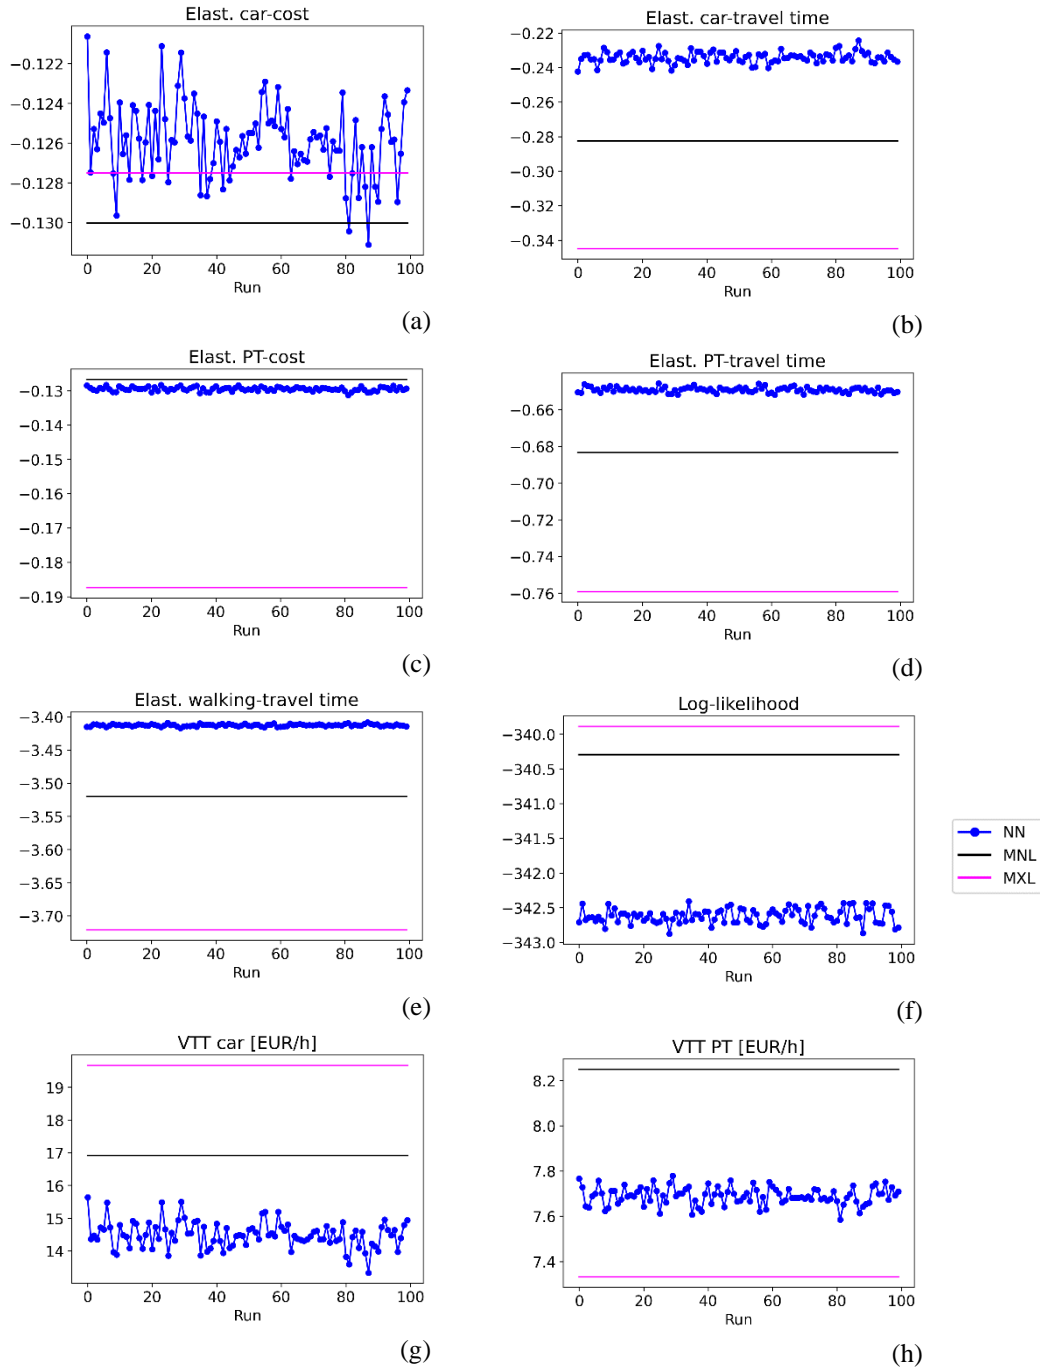 Elast. car-cost
−0.122
−0.124
−0.126
−0.128
−0.130
0 20 40 60 80 100
Run
(a)
Elast. car-travel time
−0.22
−0.24
−0.26
−0.28
−0.30
−0.32
−0.34
0 20 40 60 80 100
Run
(b)
Elast. PT-cost
−0.13
−0.14
−0.15
−0.16
−0.17
−0.18
−0.19
0 20 40 60 80 100
Run
(c)
Elast. PT-travel time
−0.66
−0.68
−0.70
−0.72
−0.74
−0.76
0 20 40 60 80 100
Run
(d)
Elast. walking-travel time
−3.40
−3.45
−3.50
−3.55
−3.60
−3.65
−3.70
0 20 40 60 80 100
Run
(e)
Log-likelihood
−340.0
−340.5
−341.0
−341.5
−342.0
−342.5
−343.0
0 20 40 60 80 100
Run
(f)
NN
MNL
MXL
VTT car [EUR/h]
19
18
17
16
15
14
0 20 40 60 80 100
Run
(g)
VTT PT [EUR/h]
8.2
8.0
7.8
7.6
7.4
0 20 40 60 80 100
Run
(h)